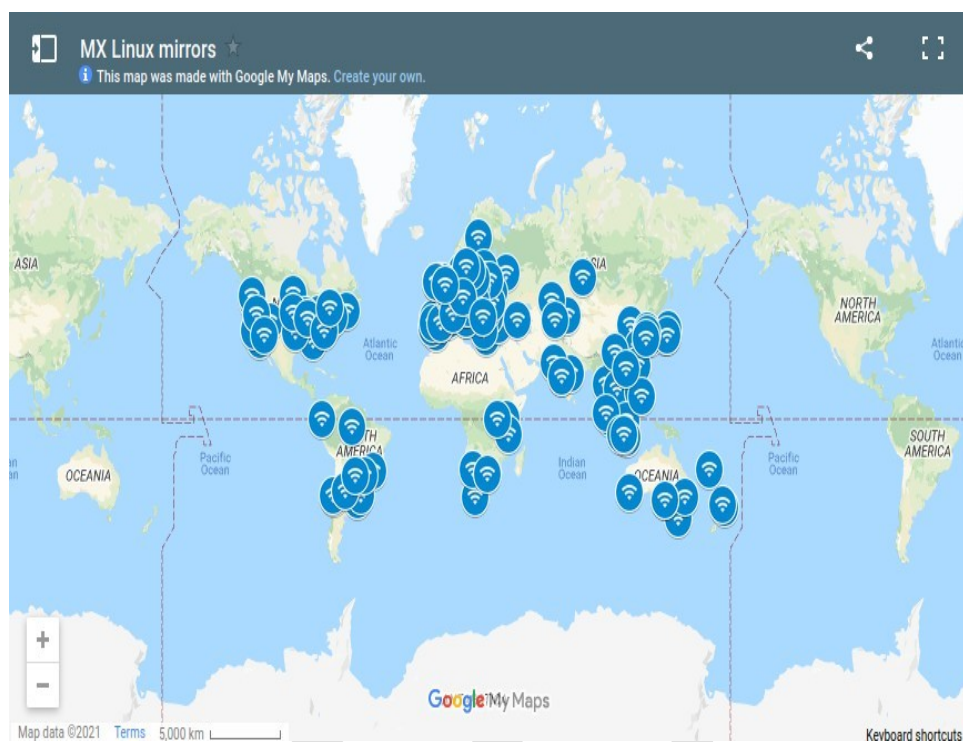 MX Linux mirrors
This map was made with Google My Maps. Create your own.
ASIA
NORTH
AMERICA
Atlantic
Ocean
Atlantic
Ocean
AFRICA
Pacific
Ocean
OCEANIA
AMERICA
Indian
Ocean
OCEANIA
Pacific
Ocean
SOUTH
AMERICA
Google My Maps
Map data ©2021 Terms 5,000 km
Keyboard shortcuts